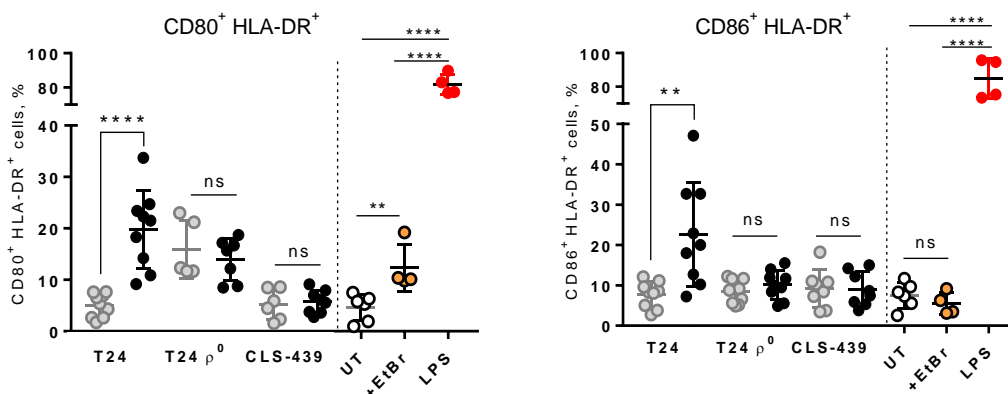 CD80⁺ HLA-DR⁺
****
****
100
80
40
30
20
10
0
CD80⁺ HLA-DR⁺ cells, %
****
ns
ns
**
T24
T24 ρ⁰
CLS-439
UT
+EtBr
LPS
CD86⁺ HLA-DR⁺
****
****
100
80
50
40
30
20
10
0
CD86⁺ HLA-DR⁺ cells, %
**
ns
ns
ns
T24
T24 ρ⁰
CLS-439
UT
+EtBr
LPS